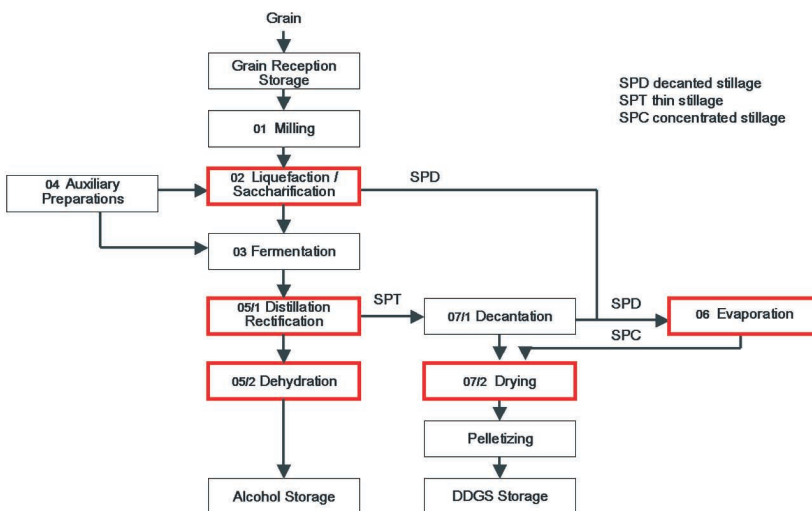 Grain
Grain Reception
Storage
SPD decanted stillage
SPT thin stillage
SPC concentrated stillage
01 Milling
04 Auxiliary
Preparations
02 Liquefaction /
Saccharification
SPD
03 Fermentation
05/1 Distillation
Rectification
SPT
07/1 Decantation
SPD
06 Evaporation
SPC
05/2 Dehydration
07/2 Drying
Pelletizing
Alcohol Storage
DDGS Storage